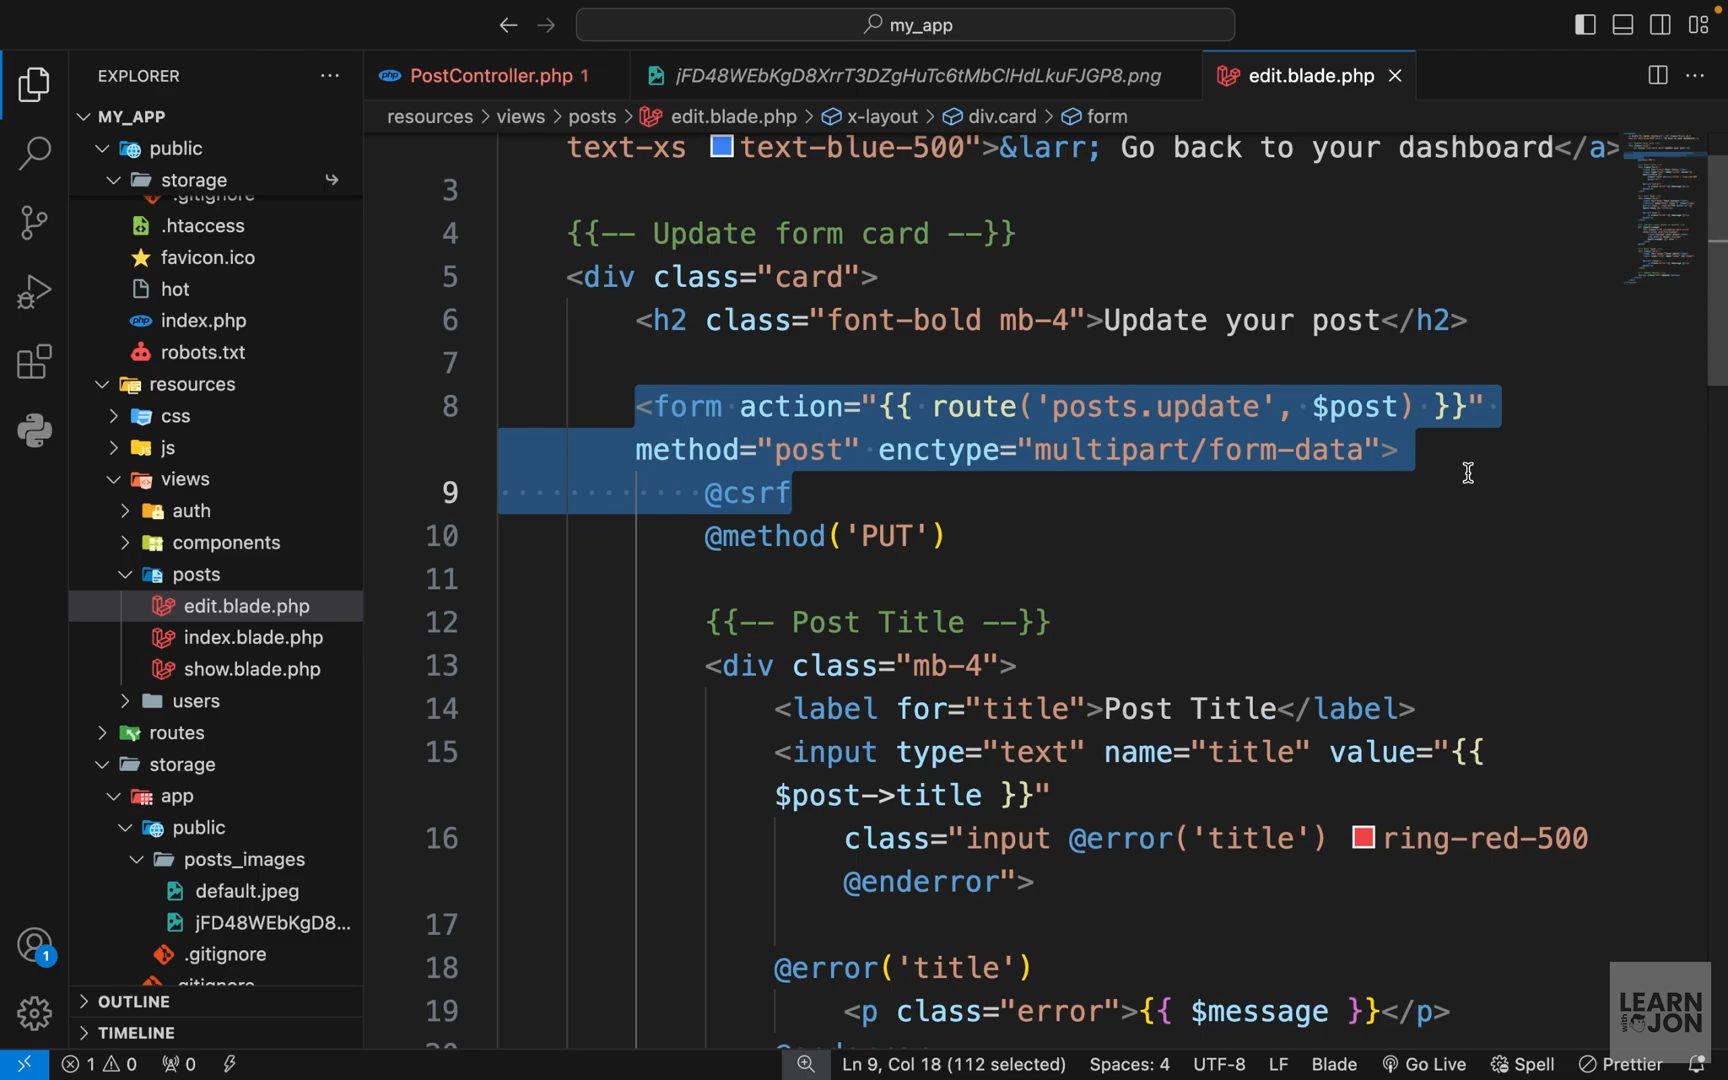 my_app
EXPLORER
PostController.php 1
jFD48WEbKgD8XrrT3DZgHuTc6tMbClHdLkuFJGP8.png
edit.blade.php
MY_APP
resources > views > posts > edit.blade.php > x-layout > div.card > form
public
storage
.gitignore
.htaccess
favicon.ico
hot
index.php
robots.txt
resources
css
js
views
auth
components
posts
edit.blade.php
index.blade.php
show.blade.php
users
routes
storage
app
public
posts_images
default.jpeg
jFD48WEbKgD8...
.gitignore
.gitignore
OUTLINE
TIMELINE
text-xs text-blue-500">&larr; Go back to your dashboard</a>
3
4 {{-- Update form card --}}
5 <div class="card">
6 <h2 class="font-bold mb-4">Update your post</h2>
7
8 <form action="{{ route('posts.update', $post) }}"
method="post" enctype="multipart/form-data">
9 @csrf
10 @method('PUT')
11
12 {{-- Post Title --}}
13 <div class="mb-4">
14 <label for="title">Post Title</label>
15 <input type="text" name="title" value="{{
$post->title }}"
16 class="input @error('title') ring-red-500
@enderror">
17
18 @error('title')
19 <p class="error">{{ $message }}</p>
LEARN
with
JON
1
1 0 0 Ln 9, Col 18 (112 selected) Spaces: 4 UTF-8 LF Blade Go Live Spell Prettier